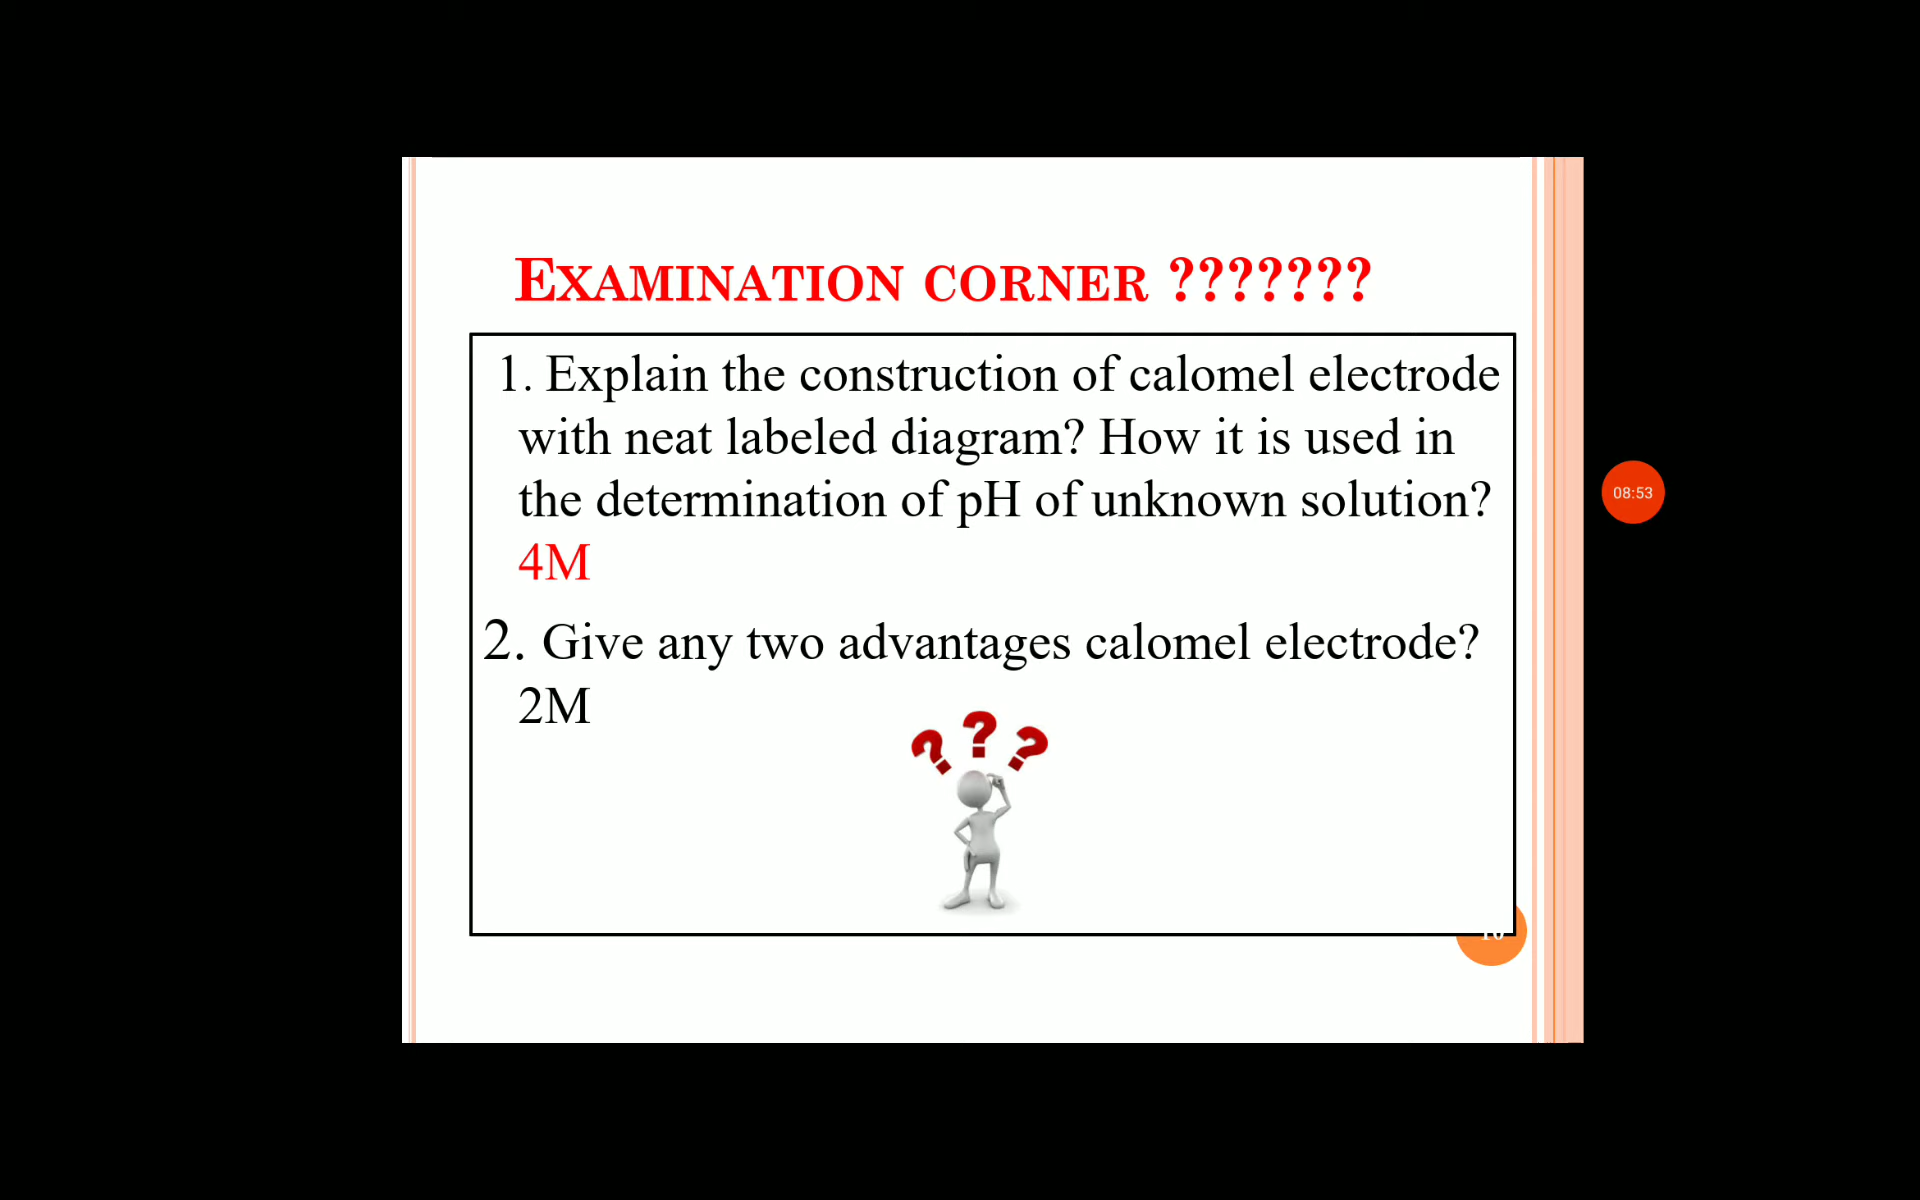 EXAMINATION CORNER ???????
1. Explain the construction of calomel electrode
with neat labeled diagram? How it is used in
the determination of pH of unknown solution?
4M
08:53
2. Give any two advantages calomel electrode?
2M
? ? ?